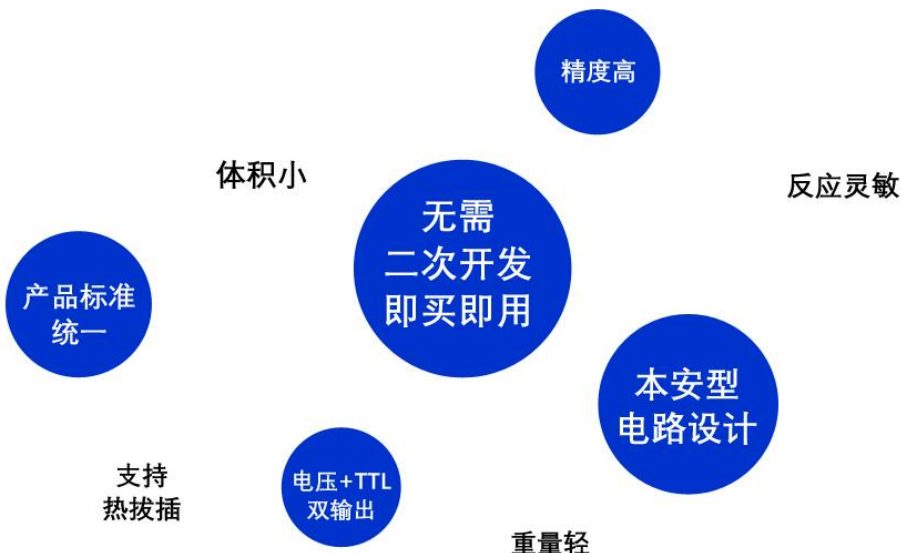 精度高
体积小
反应灵敏
无需
二次开发
即买即用
产品标准
统一
本安型
电路设计
支持
热拔插
电压+TTL
双输出
重量轻